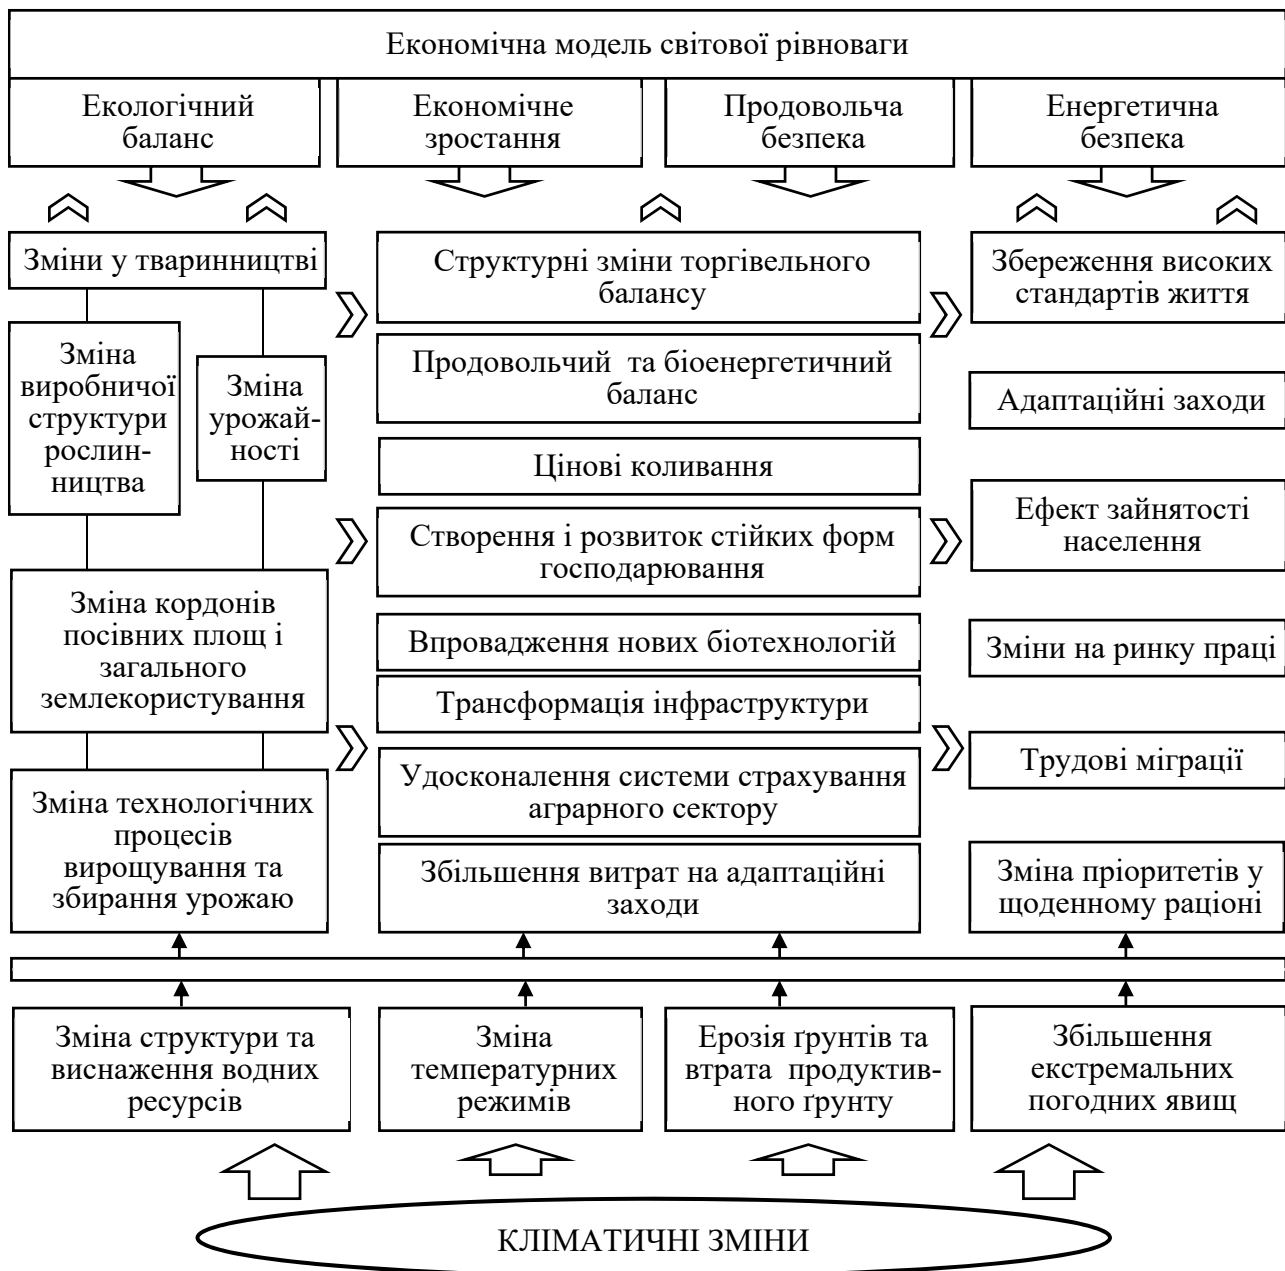 Економічна модель світової рівноваги
Екологічний
баланс
Економічне
зростання
Продовольча
безпека
Енергетична
безпека
Зміни у тваринництві
Зміна
виробничої
структури
рослин-
ництва
Зміна
урожай-
ності
Зміна кордонів
посівних площ і
загального
землекористування
Зміна технологічних
процесів
вирощування та
збирання урожаю
Структурні зміни торгівельного
балансу
Продовольчий та біоенергетичний
баланс
Цінові коливання
Створення і розвиток стійких форм
господарювання
Впровадження нових біотехнологій
Трансформація інфраструктури
Удосконалення системи страхування
аграрного сектору
Збільшення витрат на адаптаційні
заходи
Збереження високих
стандартів життя
Адаптаційні заходи
Ефект зайнятості
населення
Зміни на ринку праці
Трудові міграції
Зміна пріоритетів у
щоденному раціоні
Зміна структури та
виснаження водних
ресурсів
Зміна
температурних
режимів
Ерозія ґрунтів та
втрата продуктив-
ного ґрунту
Збільшення
екстремальних
погодних явищ
КЛІМАТИЧНІ ЗМІНИ